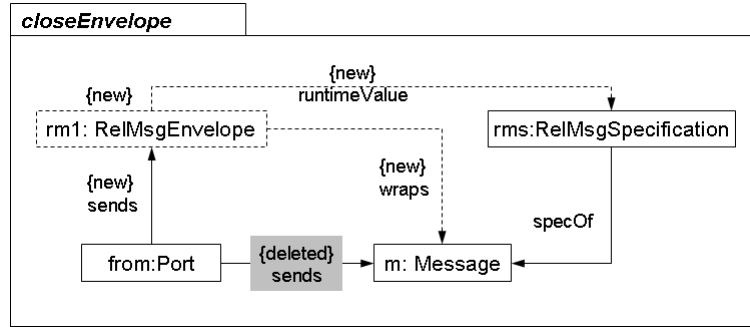 closeEnvelope
{new}
runtimeValue
{new}
rm1: RelMsgEnvelope
rms:RelMsgSpecification
{new}
sends
{new}
wraps
specOf
from:Port
{deleted}
sends
m: Message